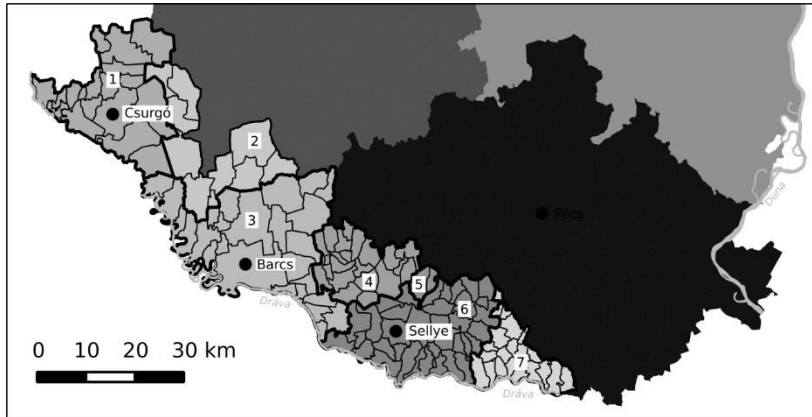 1
Csurgó
2
3
Barcs
Dráva
4
5
6
Sellye
7
Dráva
Pécs
Duna
0 10 20 30 km